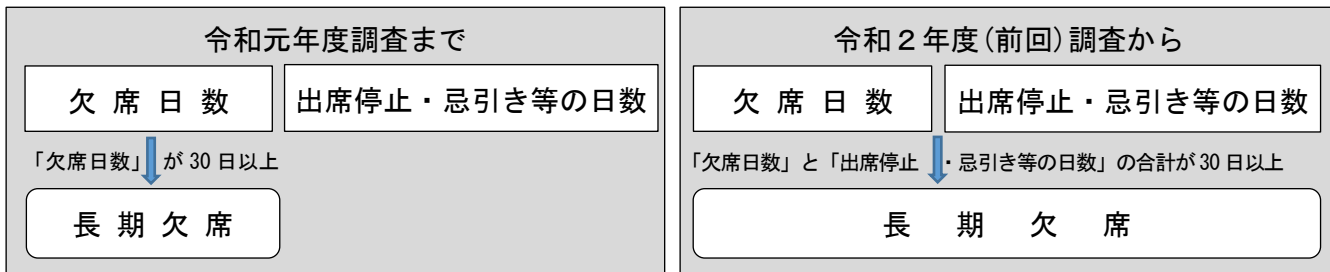 令和元年度調査まで
欠 席 日 数
出席停止・忌引き等の日数
「欠席日数」が 30 日以上
長 期 欠 席
令和２年度(前回)調査から
欠 席 日 数
出席停止・忌引き等の日数
「欠席日数」と「出席停止・忌引き等の日数」の合計が 30 日以上
長 期 欠 席